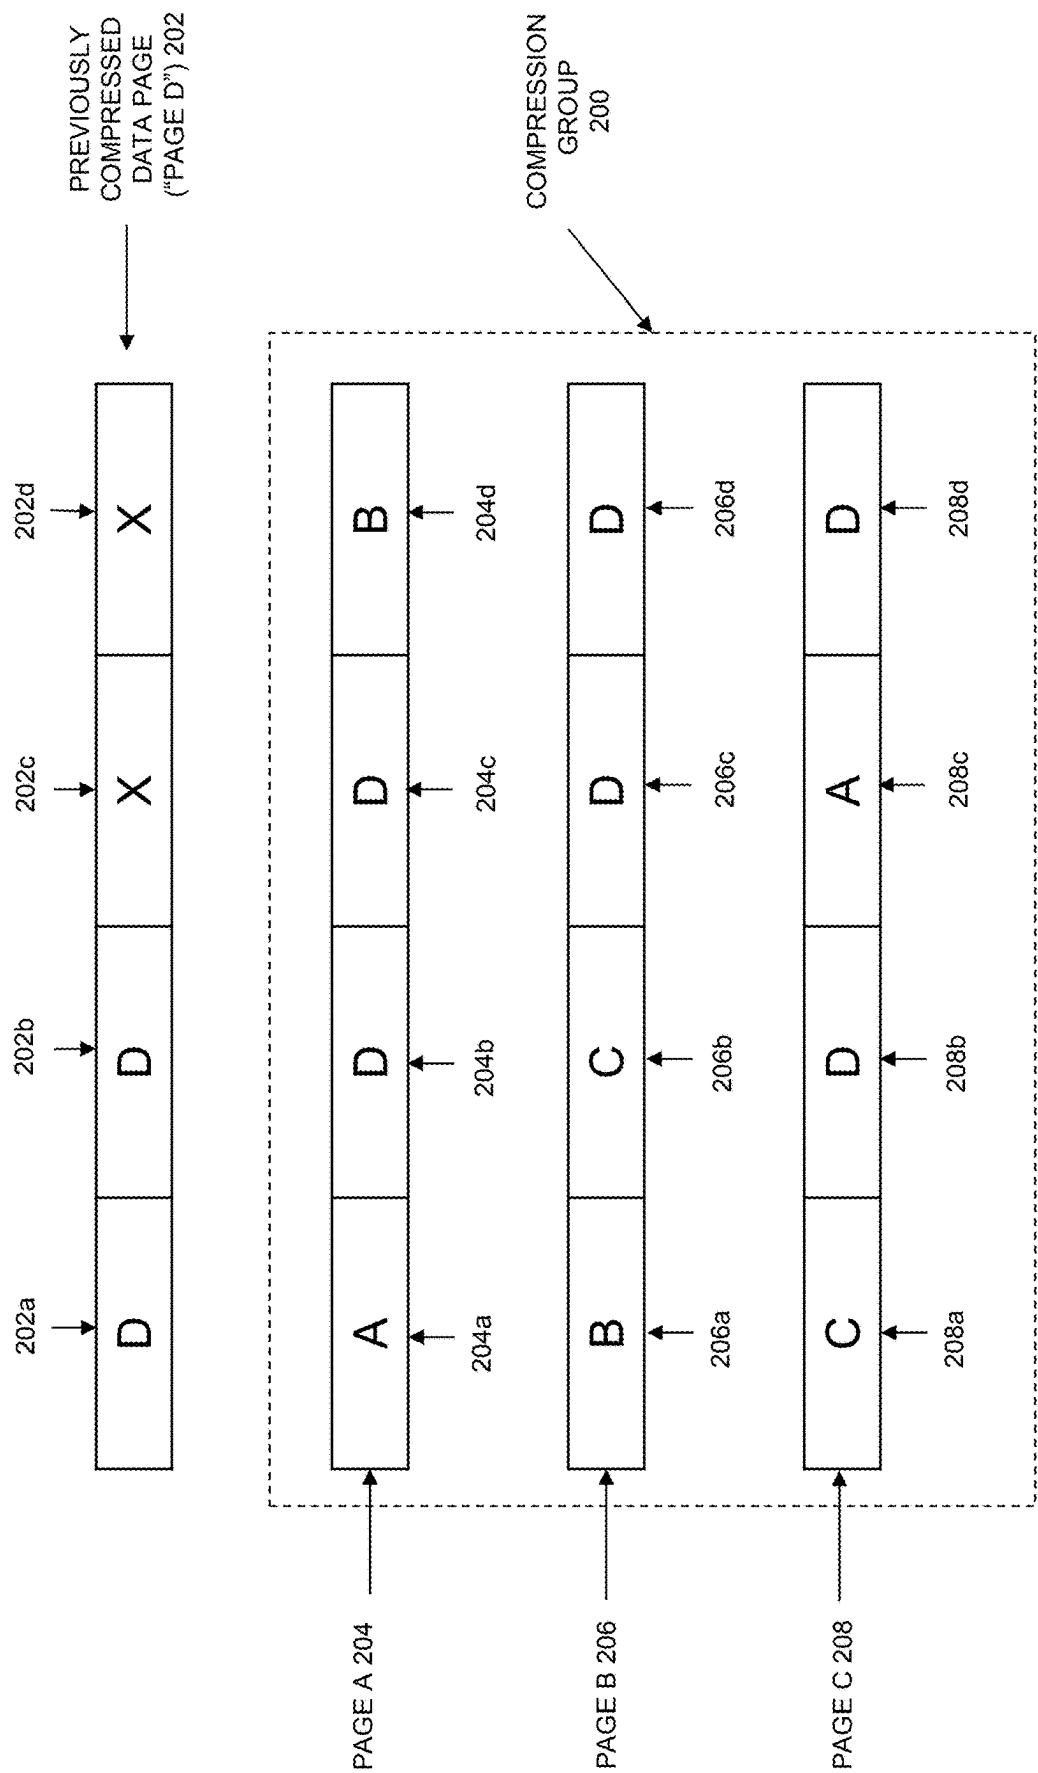 PREVIOUSLY
COMPRESSED
DATA PAGE
("PAGE D") 202
202a 202b 202c 202d
D D X X
COMPRESSION
GROUP
200
PAGE A 204
A D D B
204a 204b 204c 204d
PAGE B 206
B C D D
206a 206b 206c 206d
PAGE C 208
C D A D
208a 208b 208c 208d